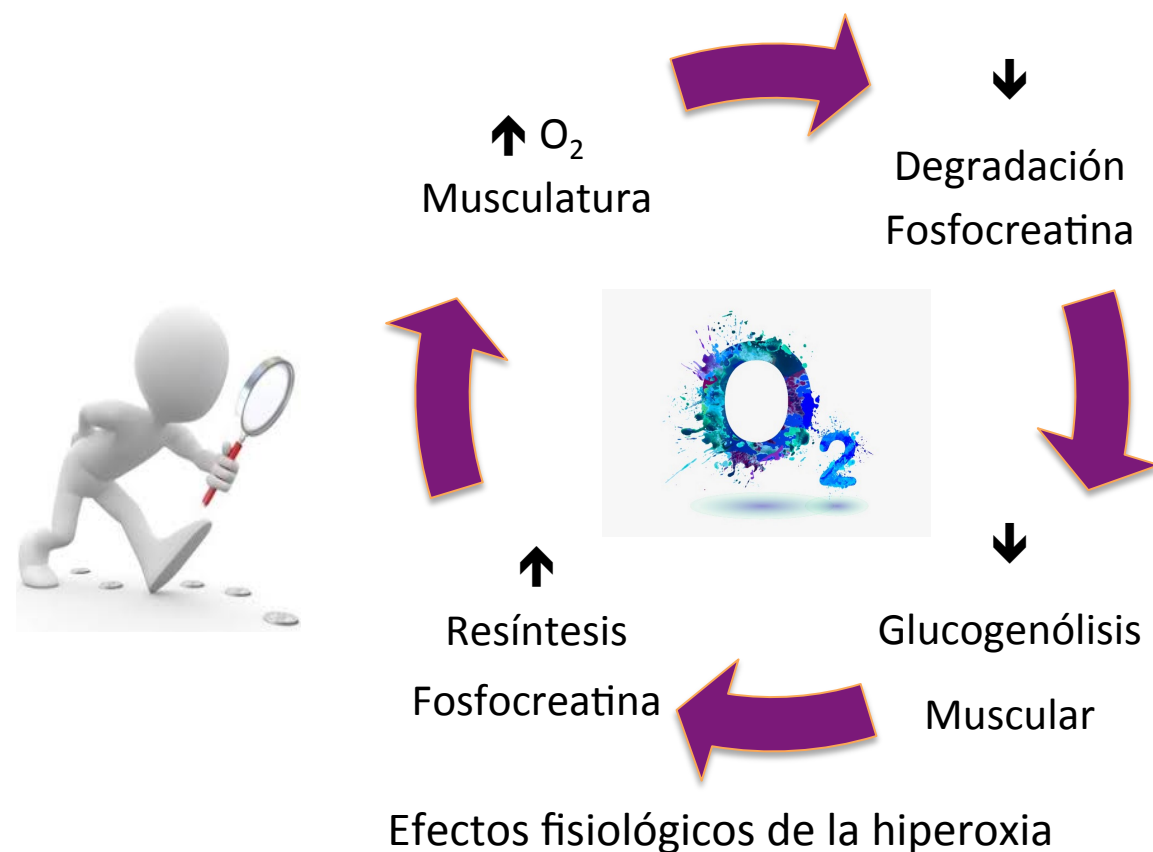 ↑ O₂
Musculatura
↓
Degradación
Fosfocreatina
O₂
↓
Glucogenólisis
Muscular
↑
Resíntesis
Fosfocreatina
Efectos fisiológicos de la hiperoxia